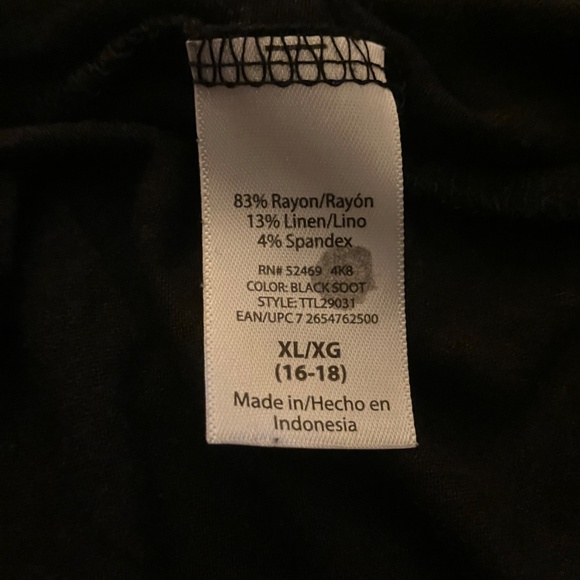 83% Rayon/Rayón
13% Linen/Lino
4% Spandex
RN# 52469 4K8
COLOR: BLACK SOOT
STYLE: TTL29031
EAN/UPC 7 2654762500
XL/XG
(16-18)
Made in/Hecho en
Indonesia